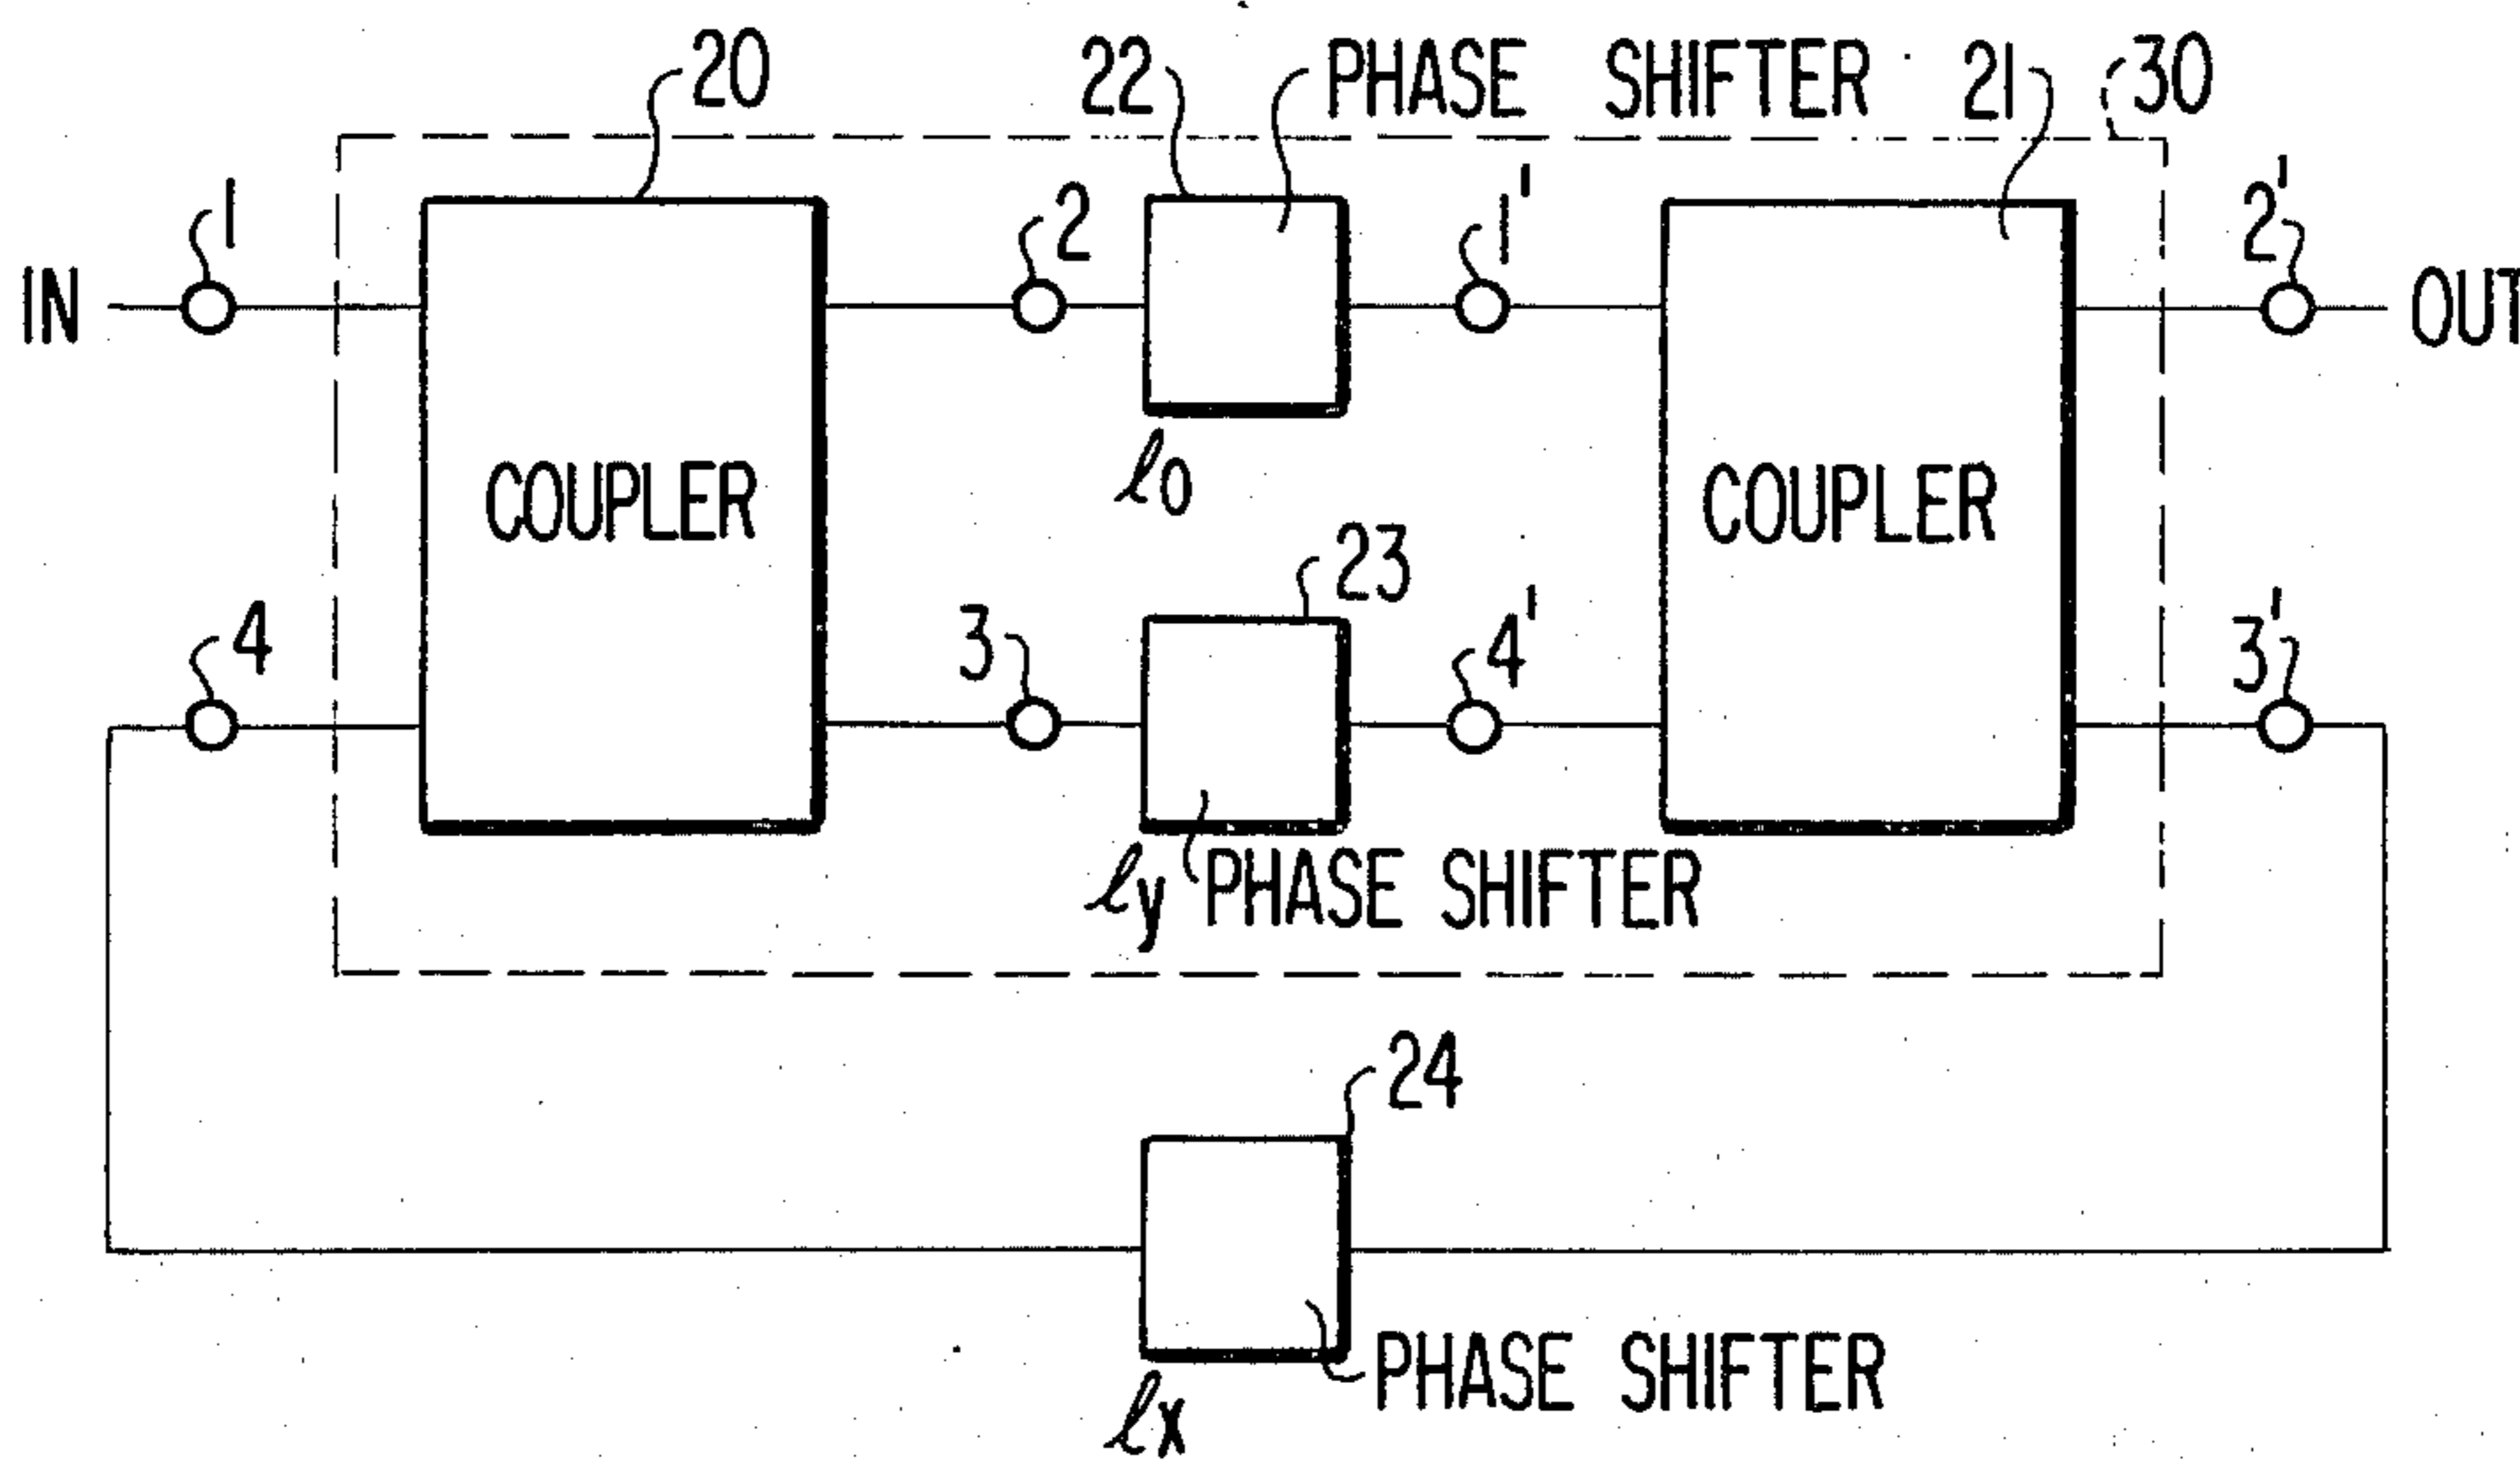 20
22
PHASE SHIFTER
21
30
1
2
1'
2'
IN
OUT
COUPLER
COUPLER
ℓ0
23
4
3
4'
3'
ℓy
PHASE SHIFTER
24
PHASE SHIFTER
ℓx